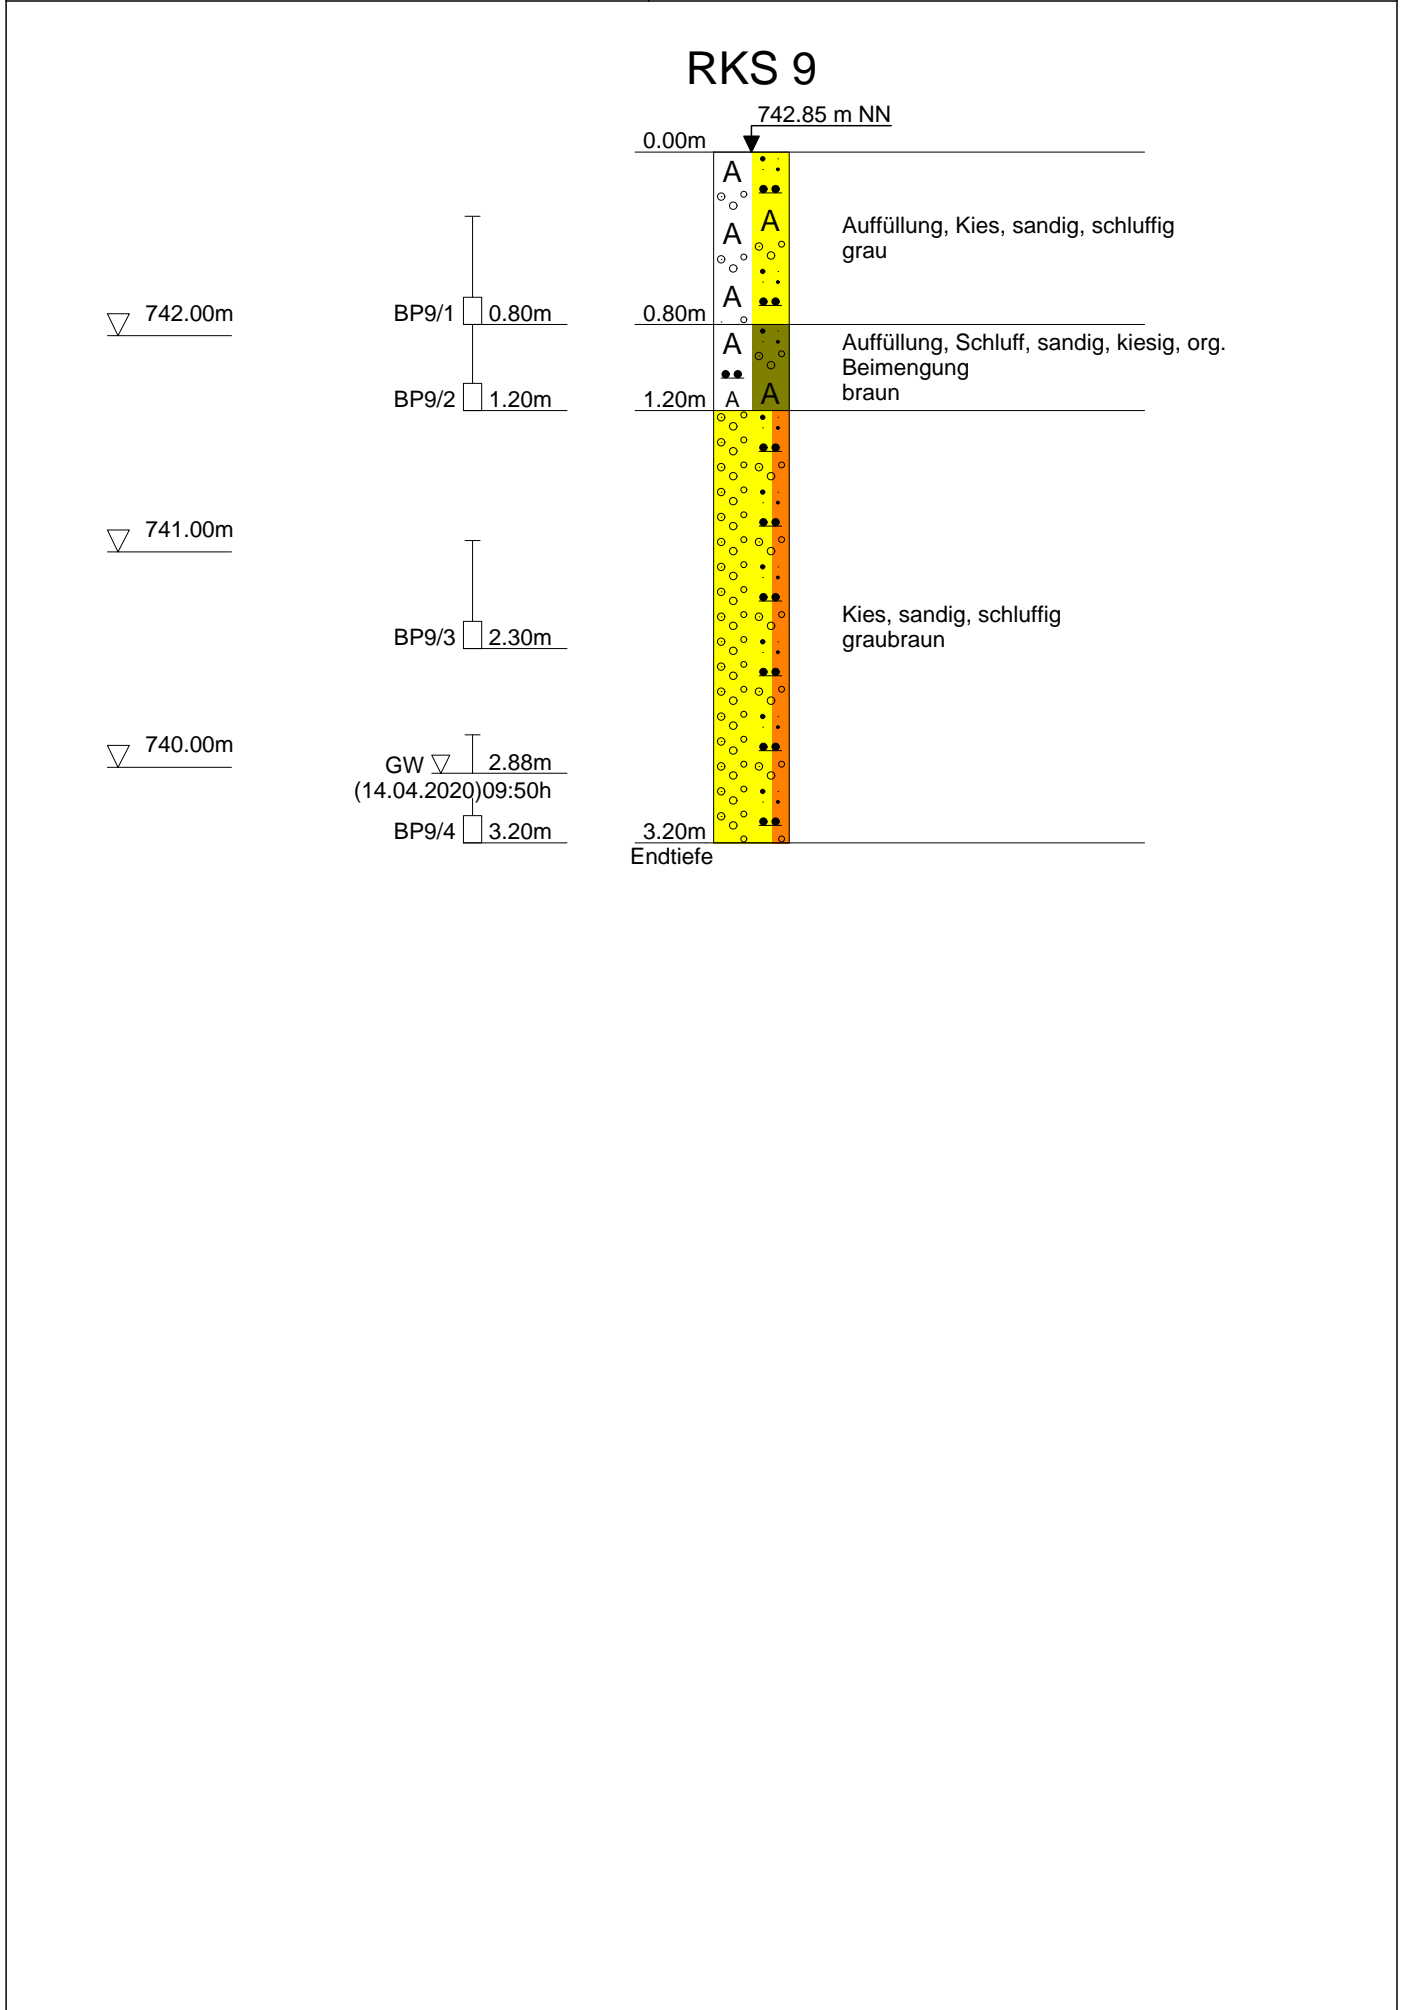 RKS 9
742.85 m NN
0.00m
A
A
A
A
Auffüllung, Kies, sandig, schluffig
grau
742.00m
BP9/1
0.80m
0.80m
A
A
A
Auffüllung, Schluff, sandig, kiesig, org.
Beimengung
braun
BP9/2
1.20m
1.20m
741.00m
BP9/3
2.30m
Kies, sandig, schluffig
graubraun
740.00m
GW
2.88m
(14.04.2020)09:50h
BP9/4
3.20m
3.20m
Endtiefe